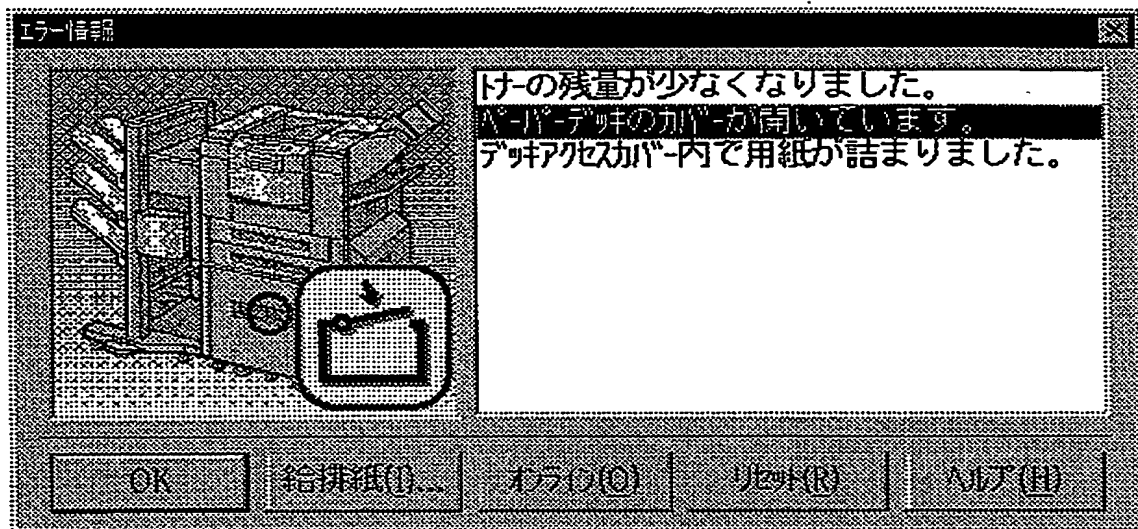 エラー情報
ﾄﾅｰの残量が少なくなりました。
ﾍﾟｰﾊﾟｰﾃﾞｯｷのｶﾊﾞｰが開いています。
ﾃﾞｯｷｱｸｾｽｶﾊﾞｰ内で用紙が詰まりました。
OK 給排紙(I)... ｵﾝﾗｲﾝ(O) ﾘｾｯﾄ(R) ﾍﾙﾌﾟ(H)